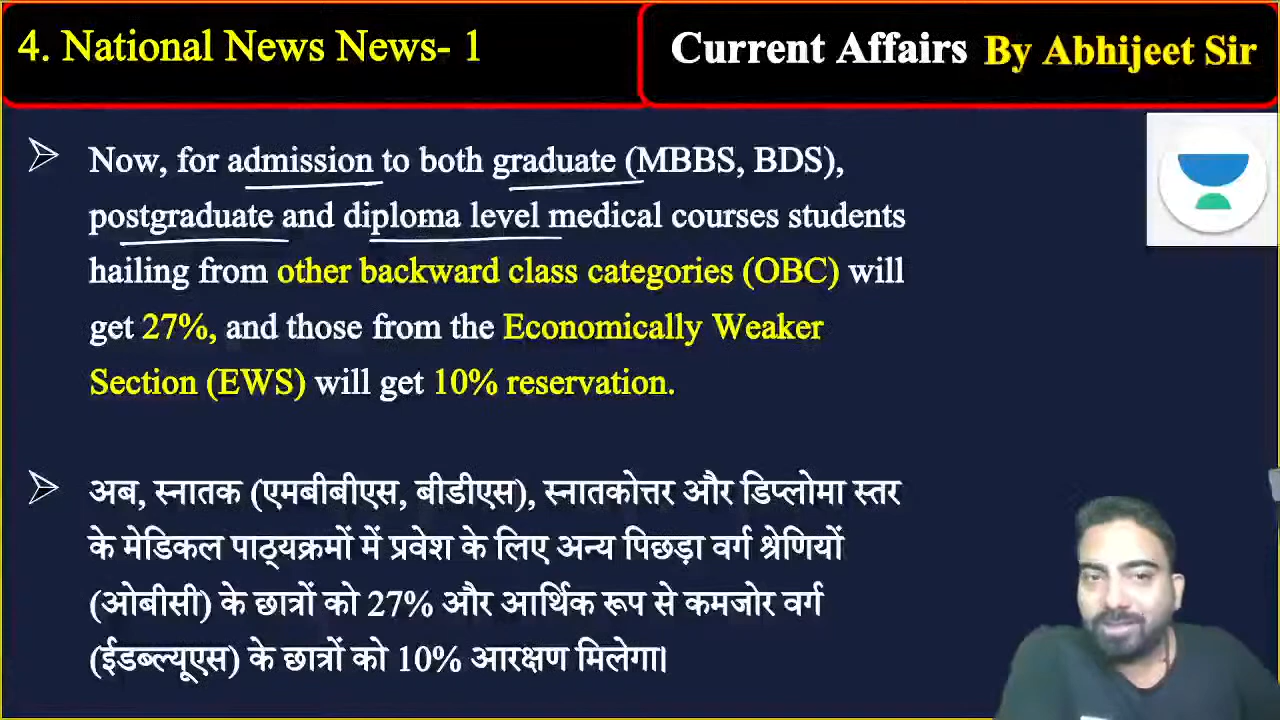 4. National News News- 1
Current Affairs By Abhijeet Sir
Now, for admission to both graduate (MBBS, BDS),
postgraduate and diploma level medical courses students
hailing from other backward class categories (OBC) will
get 27%, and those from the Economically Weaker
Section (EWS) will get 10% reservation.
अब, स्नातक (एमबीबीएस, बीडीएस), स्नातकोत्तर और डिप्लोमा स्तर
के मेडिकल पाठ्यक्रमों में प्रवेश के लिए अन्य पिछड़ा वर्ग श्रेणियों
(ओबीसी) के छात्रों को 27% और आर्थिक रूप से कमजोर वर्ग
(ईडब्ल्यूएस) के छात्रों को 10% आरक्षण मिलेगा।